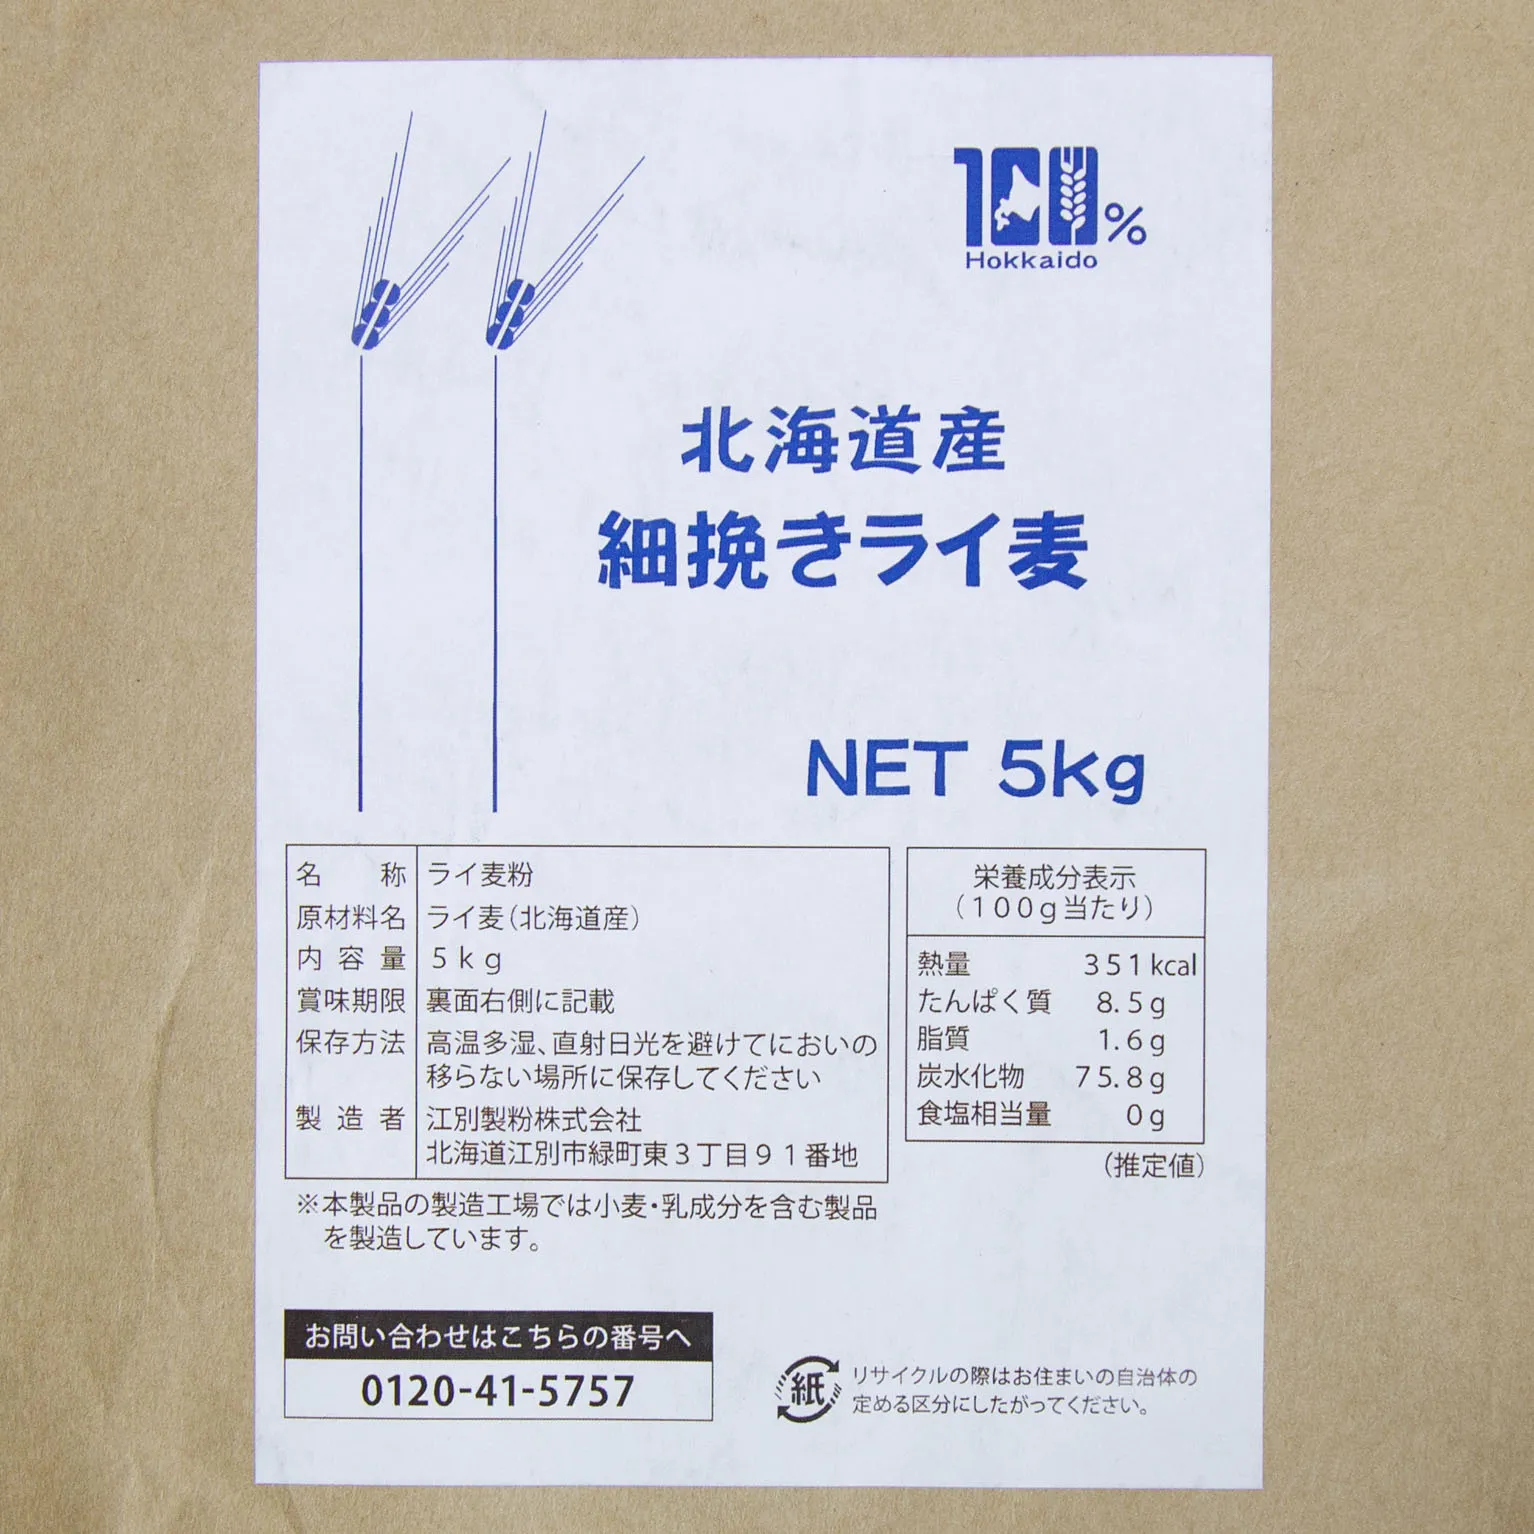 100%
Hokkaido
北海道産
細挽きライ麦
NET 5kg
名称 ライ麦粉
原材料名 ライ麦(北海道産)
内容量 5kg
賞味期限 裏面右側に記載
保存方法 高温多湿、直射日光を避けてにおいの
移らない場所に保存してください
製造者 江別製粉株式会社
北海道江別市緑町東3丁目91番地
※本製品の製造工場では小麦・乳成分を含む製品
を製造しています。
栄養成分表示
(100g当たり)
熱量 351kcal
たんぱく質 8.5g
脂質 1.6g
炭水化物 75.8g
食塩相当量 0g
(推定値)
お問い合わせはこちらの番号へ
0120-41-5757
紙
リサイクルの際はお住まいの自治体の
定める区分にしたがってください。